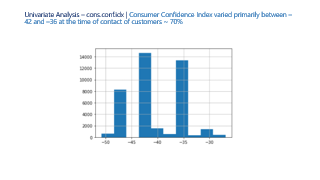 Univariate Analysis – cons.conf.idx | Consumer Confidence Index varied primarily between –
42 and –36 at the time of contact of customers ~ 70%
14000
12000
10000
8000
6000
4000
2000
0
−50 −45 −40 −35 −30